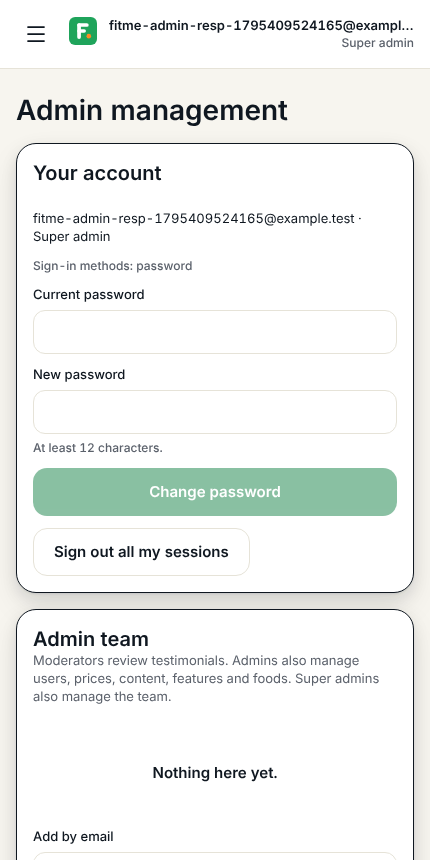 F.
fitme-admin-resp-1795409524165@exampl...
Super admin
Admin management
Your account
fitme-admin-resp-1795409524165@example.test ·
Super admin
Sign-in methods: password
Current password
New password
At least 12 characters.
Change password
Sign out all my sessions
Admin team
Moderators review testimonials. Admins also manage
users, prices, content, features and foods. Super admins
also manage the team.
Nothing here yet.
Add by email